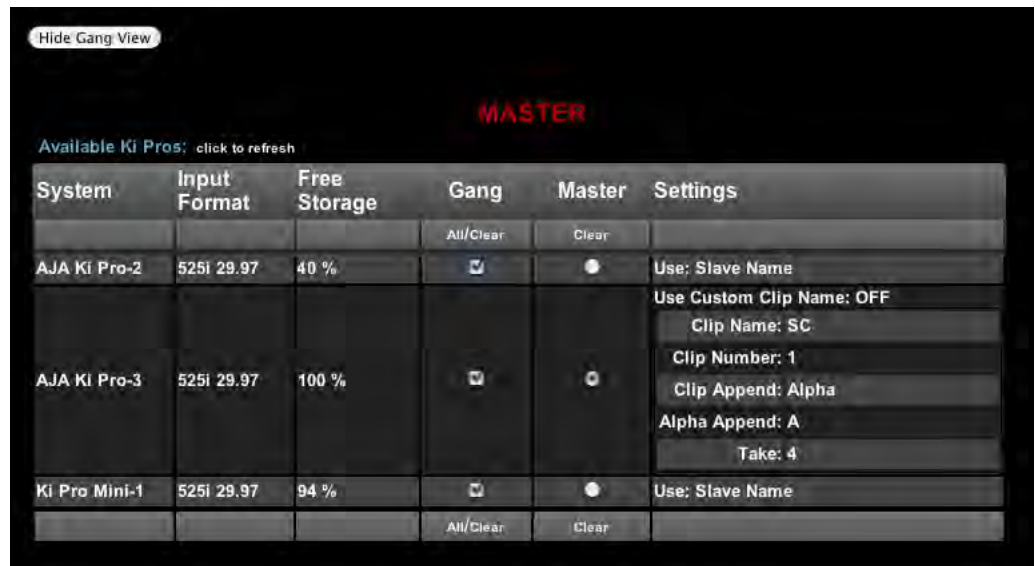 Hide Gang View
MASTER
Available Ki Pros: click to refresh
System Input Format Free Storage Gang Master Settings
All/Clear Clear
AJA Ki Pro-2 525i 29.97 40 % Use: Slave Name
Use Custom Clip Name: OFF
Clip Name: SC
Clip Number: 1
AJA Ki Pro-3 525i 29.97 100 %
Clip Append: Alpha
Alpha Append: A
Take: 4
Ki Pro Mini-1 525i 29.97 94 % Use: Slave Name
All/Clear Clear